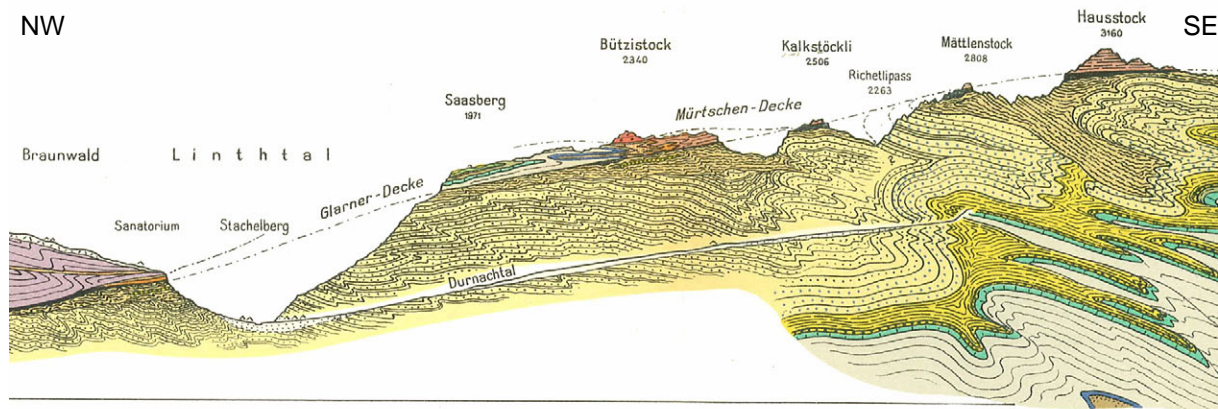 NW
SE
Hausstock
3160
Bützistock
2340
Kalkstöckli
2506
Mättlenstock
2808
Richetlipass
2263
Saasberg
1971
Mürtschen-Decke
Braunwald
Linthtal
Glarner-Decke
Sanatorium
Stachelberg
Durnachtal